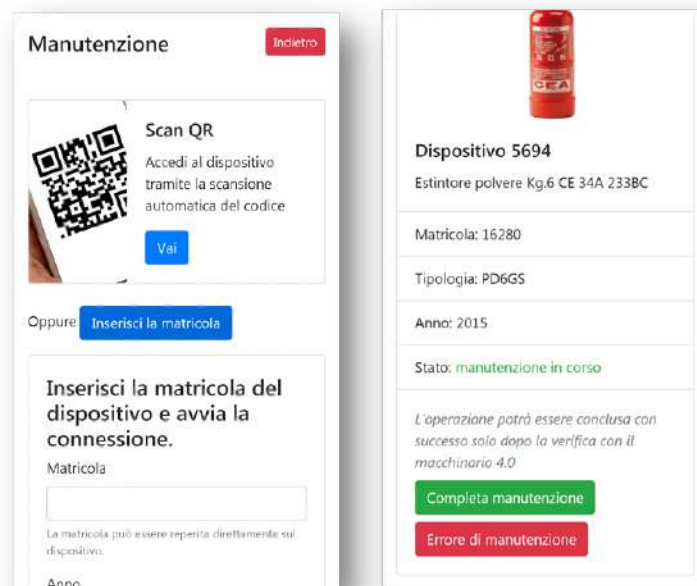 Manutenzione
Indietro
Scan QR
Accedi al dispositivo
tramite la scansione
automatica del codice
Vai
Oppure
Inserisci la matricola
Inserisci la matricola del
dispositivo e avvia la
connessione.
Matricola
La matricola può essere reperita direttamente sul
dispositivo.
Anno
CEA
Dispositivo 5694
Estintore polvere Kg.6 CE 34A 233BC
Matricola: 16280
Tipologia: PD6GS
Anno: 2015
Stato: manutenzione in corso
L'operazione potrà essere conclusa con
successo solo dopo la verifica con il
macchinario 4.0
Completa manutenzione
Errore di manutenzione